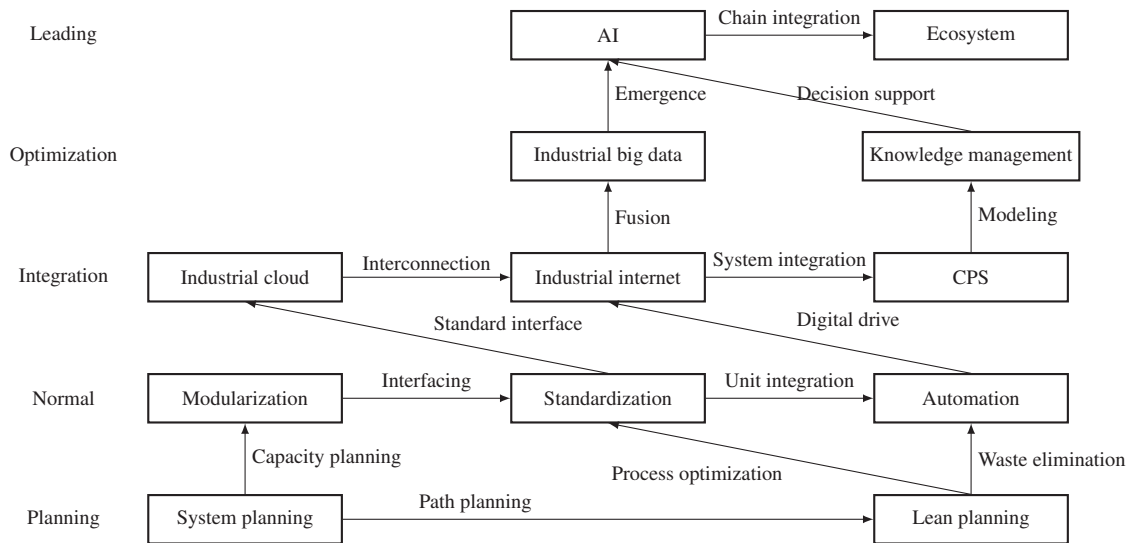 Chain integration
Leading
AI
Ecosystem
Emergence
Decision support
Optimization
Industrial big data
Knowledge management
Fusion
Modeling
Integration
Industrial cloud
Interconnection
Industrial internet
System integration
CPS
Standard interface
Digital drive
Normal
Modularization
Interfacing
Standardization
Unit integration
Automation
Capacity planning
Process optimization
Waste elimination
Planning
System planning
Path planning
Lean planning